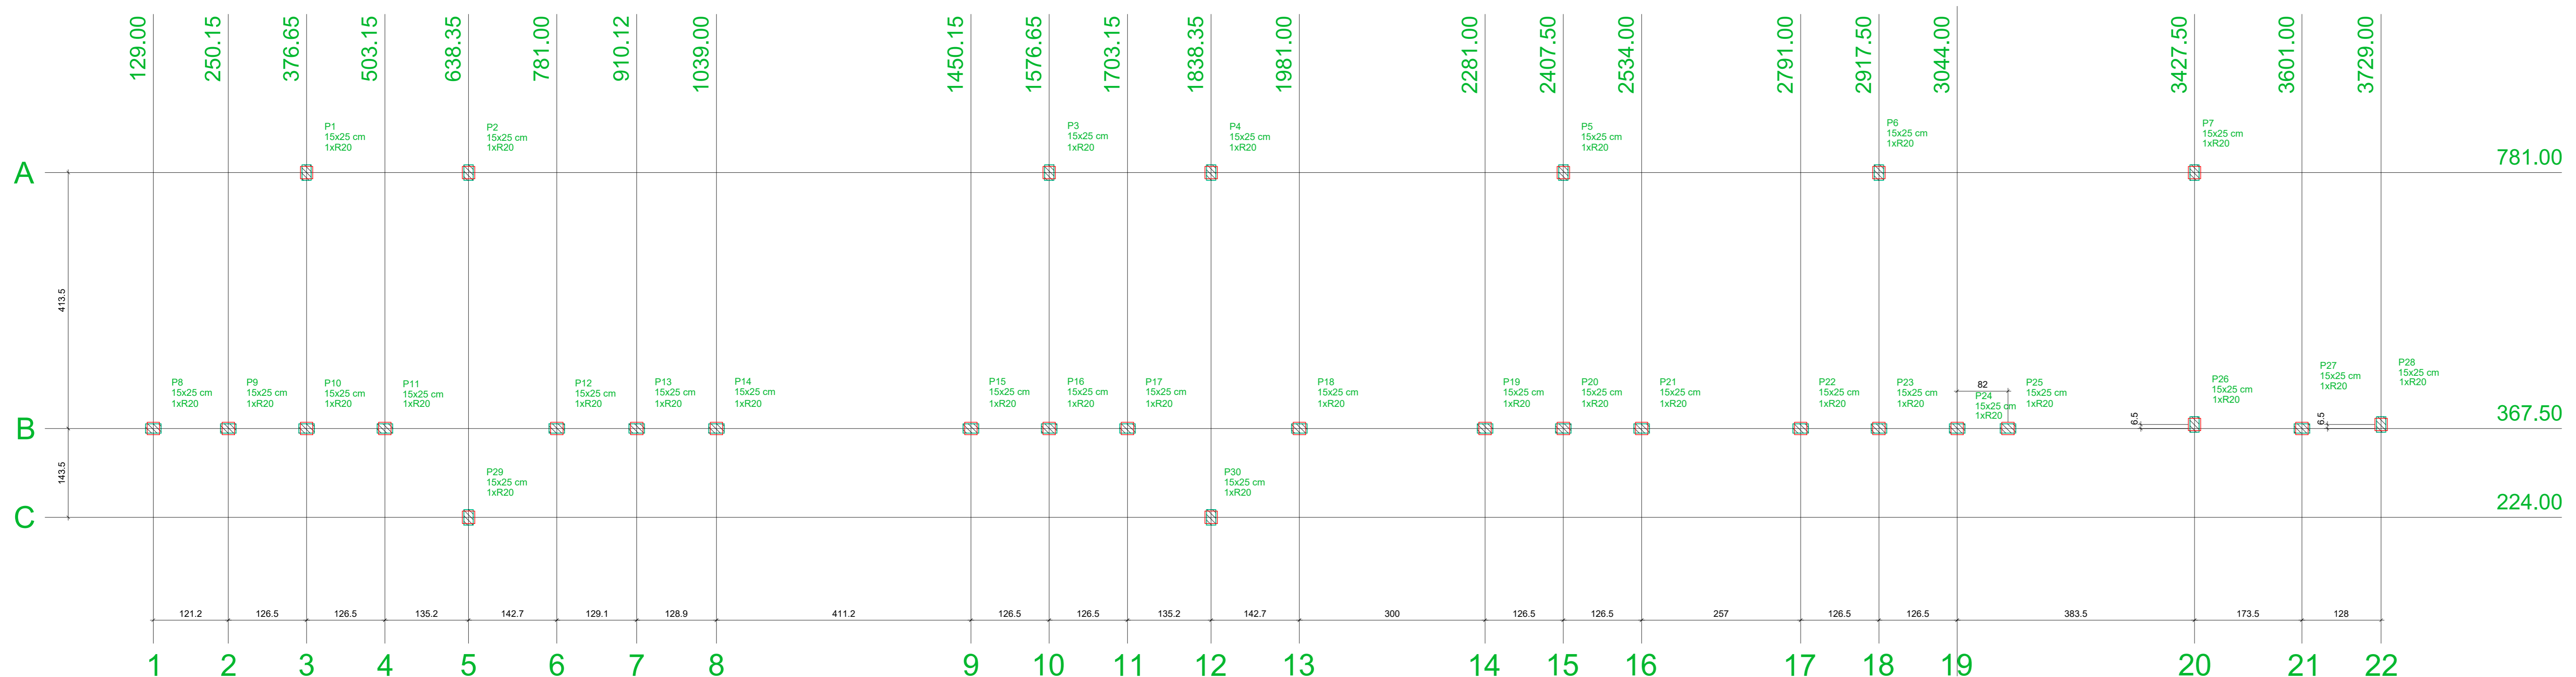 129.00
250.15
376.65
503.15
638.35
781.00
910.12
1039.00
1450.15
1576.65
1703.15
1838.35
1981.00
2281.00
2407.50
2534.00
2791.00
2917.50
3044.00
3427.50
3601.00
3729.00
P1
15x25 cm
1xR20
P2
15x25 cm
1xR20
P3
15x25 cm
1xR20
P4
15x25 cm
1xR20
P5
15x25 cm
1xR20
P6
15x25 cm
1xR20
P7
15x25 cm
1xR20
A
781.00
413.5
P8
15x25 cm
1xR20
P9
15x25 cm
1xR20
P10
15x25 cm
1xR20
P11
15x25 cm
1xR20
P12
15x25 cm
1xR20
P13
15x25 cm
1xR20
P14
15x25 cm
1xR20
P15
15x25 cm
1xR20
P16
15x25 cm
1xR20
P17
15x25 cm
1xR20
P18
15x25 cm
1xR20
P19
15x25 cm
1xR20
P20
15x25 cm
1xR20
P21
15x25 cm
1xR20
P22
15x25 cm
1xR20
P23
15x25 cm
1xR20
82
P24
15x25 cm
1xR20
P25
15x25 cm
1xR20
6.5
P26
15x25 cm
1xR20
6.5
P27
15x25 cm
1xR20
P28
15x25 cm
1xR20
B
367.50
143.5
P29
15x25 cm
1xR20
P30
15x25 cm
1xR20
C
224.00
121.2
126.5
126.5
135.2
142.7
129.1
128.9
411.2
126.5
126.5
135.2
142.7
300
126.5
126.5
257
126.5
126.5
383.5
173.5
128
1
2
3
4
5
6
7
8
9
10
11
12
13
14
15
16
17
18
19
20
21
22